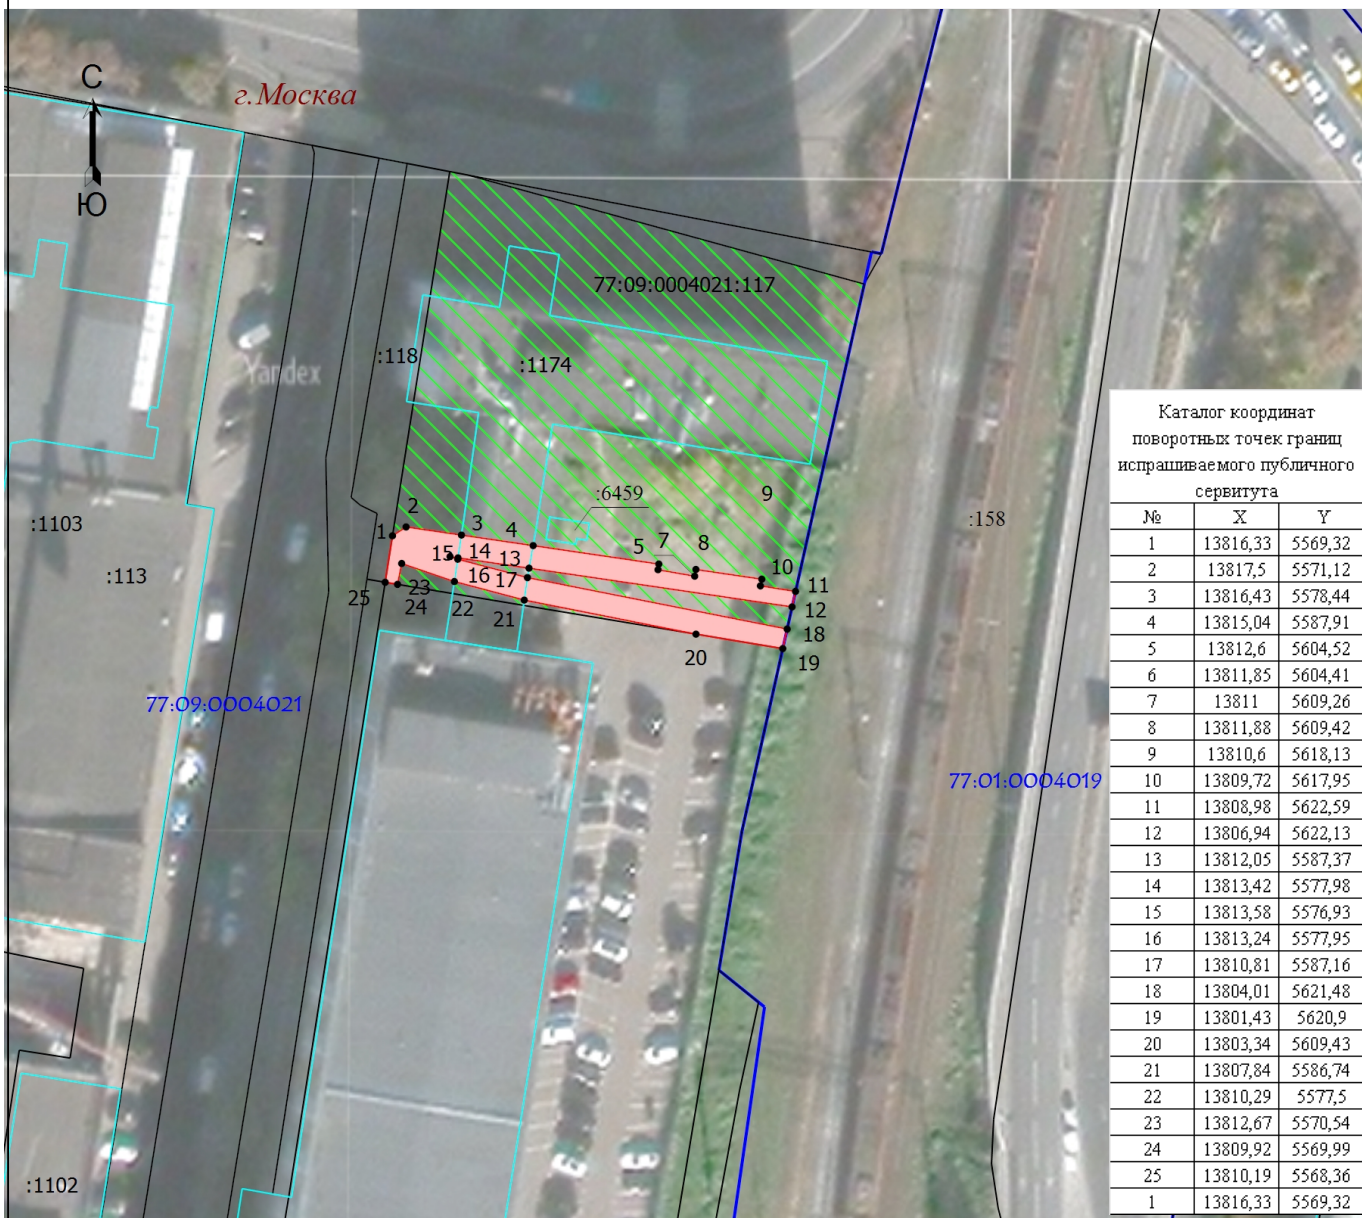 С
г.Москва
Ю
77:09:0004021:117
:118
:1174
Yandex
Каталог координат
поворотных точек границ
испрашиваемого публичного
сервитута
№ X Y
1 13816,33 5569,32
2 13817,5 5571,12
3 13816,43 5578,44
4 13815,04 5587,91
5 13812,6 5604,52
6 13811,85 5604,41
7 13811 5609,26
8 13811,88 5609,42
9 13810,6 5618,13
10 13809,72 5617,95
11 13808,98 5622,59
12 13806,94 5622,13
13 13812,05 5587,37
14 13813,42 5577,98
15 13813,58 5576,93
16 13813,24 5577,95
17 13810,81 5587,16
18 13804,01 5621,48
19 13801,43 5620,9
20 13803,34 5609,43
21 13807,84 5586,74
22 13810,29 5577,5
23 13812,67 5570,54
24 13809,92 5569,99
25 13810,19 5568,36
1 13816,33 5569,32
:6459
9
:158
2
:1103
1
3
4
5
7
8
15
14
13
10
:113
16
17
11
25
23
24
22
21
12
18
20
19
77:09:0004021
77:01:0004019
:1102